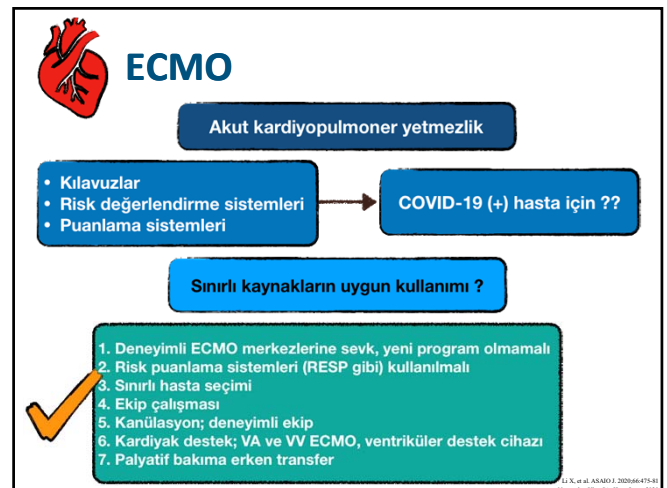 ECMO
Akut kardiyopulmoner yetmezlik
• Kılavuzlar
• Risk değerlendirme sistemleri
• Puanlama sistemleri
COVID-19 (+) hasta için ??
Sınırlı kaynakların uygun kullanımı ?
1. Deneyimli ECMO merkezlerine sevk, yeni program olmamalı
2. Risk puanlama sistemleri (RESP gibi) kullanılmalı
3. Sınırlı hasta seçimi
4. Ekip çalışması
5. Kanülasyon; deneyimli ekip
6. Kardiyak destek; VA ve VV ECMO, ventriküler destek cihazı
7. Palyatif bakıma erken transfer
Li X, et al. ASAIO J. 2020;66:475-81